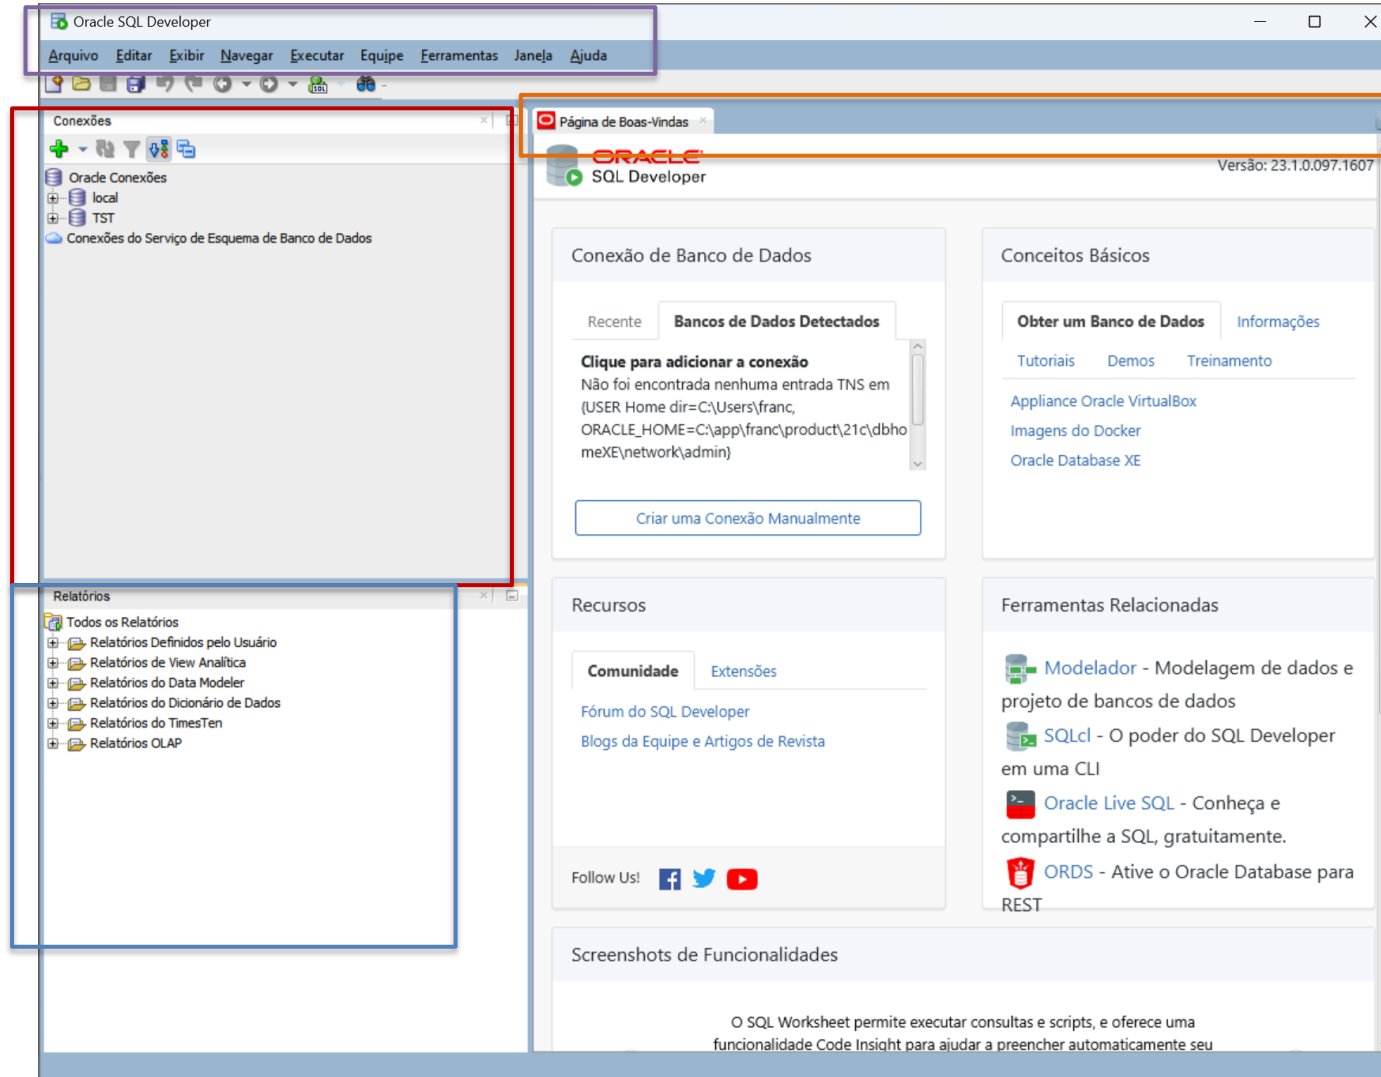 Oracle SQL Developer
Arquivo Editar Exibir Navegar Executar Equipe Ferramentas Janela Ajuda
SQL
Conexões
Oracle Conexões
local
TST
Conexões do Serviço de Esquema de Banco de Dados
Relatórios
Todos os Relatórios
Relatórios Definidos pelo Usuário
Relatórios de View Analítica
Relatórios do Data Modeler
Relatórios do Dicionário de Dados
Relatórios do TimesTen
Relatórios OLAP
Página de Boas-Vindas
ORACLE
SQL Developer
Versão: 23.1.0.097.1607
Conexão de Banco de Dados
Recente Bancos de Dados Detectados
Clique para adicionar a conexão
Não foi encontrada nenhuma entrada TNS em
{USER Home dir=C:\Users\franc,
ORACLE_HOME=C:\app\franc\product\21c\dbho
meXE\network\admin}
Criar uma Conexão Manualmente
Conceitos Básicos
Obter um Banco de Dados Informações
Tutoriais Demos Treinamento
Appliance Oracle VirtualBox
Imagens do Docker
Oracle Database XE
Recursos
Comunidade Extensões
Fórum do SQL Developer
Blogs da Equipe e Artigos de Revista
Follow Us!
Ferramentas Relacionadas
Modelador - Modelagem de dados e
projeto de bancos de dados
SQLcl - O poder do SQL Developer
em uma CLI
Oracle Live SQL - Conheça e
compartilhe a SQL, gratuitamente.
ORDS - Ative o Oracle Database para
REST
Screenshots de Funcionalidades
O SQL Worksheet permite executar consultas e scripts, e oferece uma
funcionalidade Code Insight para ajudar a preencher automaticamente seu